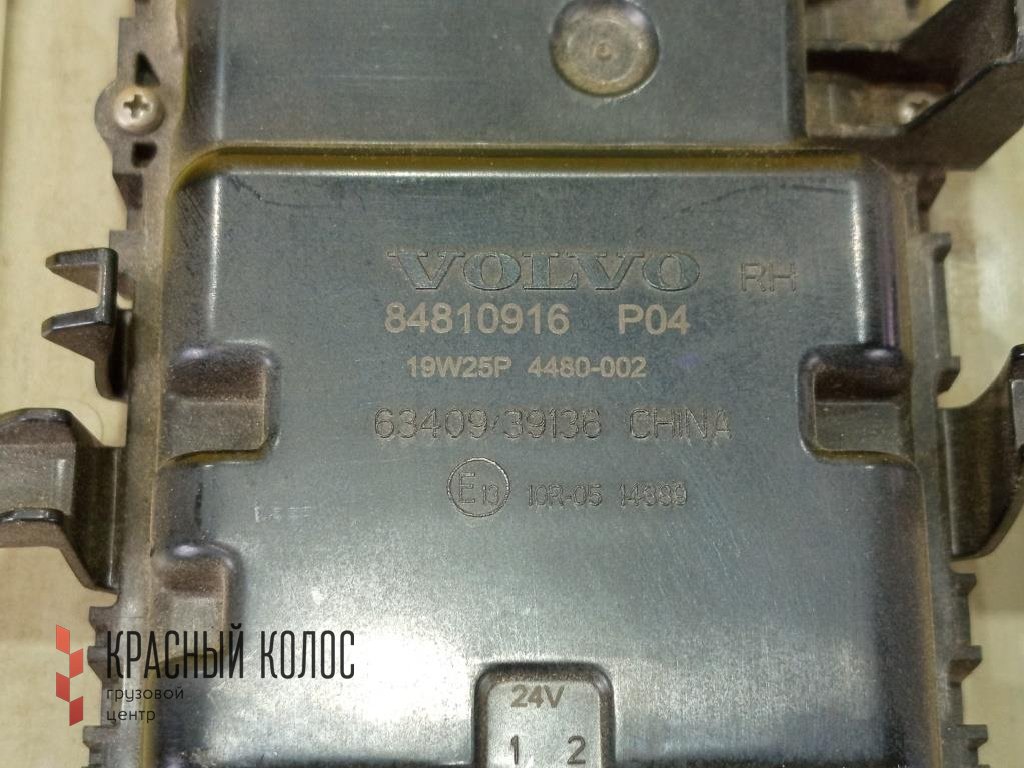 VOLVO RH
84810916 P04
19W25P 4480-002
63409/39136 CHINA
E13 10R-05
24V
1 2
КРАСНЫЙ КОЛОС
грузовой
центр